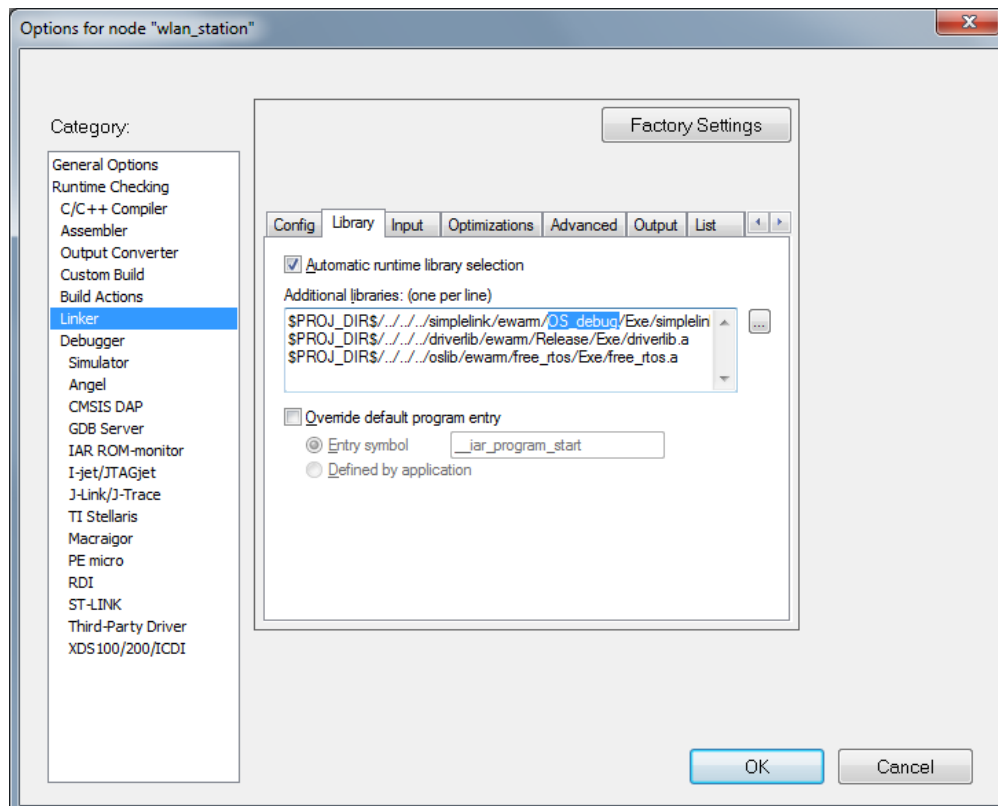 Options for node "wlan_station"
Category:
Factory Settings
General Options
Runtime Checking
C/C++ Compiler
Assembler
Output Converter
Custom Build
Build Actions
Linker
Debugger
Simulator
Angel
CMSIS DAP
GDB Server
IAR ROM-monitor
I-jet/JTAGjet
J-Link/J-Trace
TI Stellaris
Macraigor
PE micro
RDI
ST-LINK
Third-Party Driver
XDS100/200/ICDI
Config Library Input Optimizations Advanced Output List
Automatic runtime library selection
Additional libraries: (one per line)
$PROJ_DIR$/../../../simplelink/ewarm/OS_debug/Exe/simplelin
$PROJ_DIR$/../../../driverlib/ewarm/Release/Exe/driverlib.a
$PROJ_DIR$/../../../oslib/ewarm/free_rtos/Exe/free_rtos.a
...
Override default program entry
Entry symbol __iar_program_start
Defined by application
OK Cancel